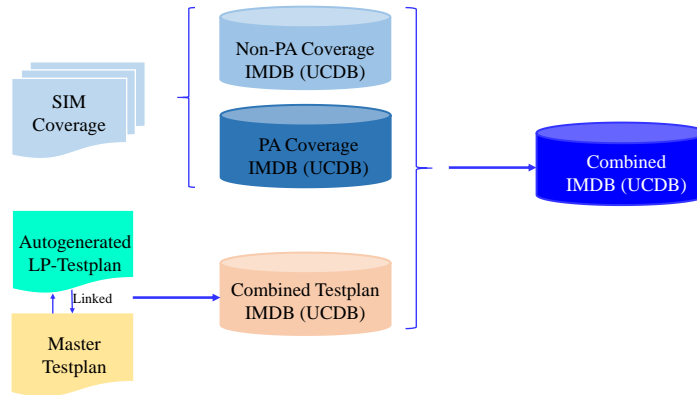 SIM
Coverage
Non-PA Coverage
IMDB (UCDB)
PA Coverage
IMDB (UCDB)
Combined
IMDB (UCDB)
Autogenerated
LP-Testplan
Linked
Master
Testplan
Combined Testplan
IMDB (UCDB)